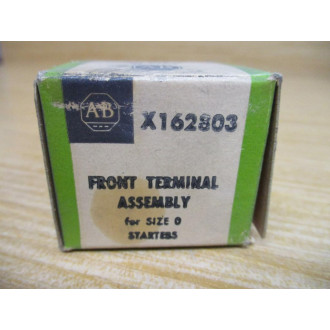 AB
X162803
FRONT TERMINAL
ASSEMBLY
for SIZE 0
STARTERS